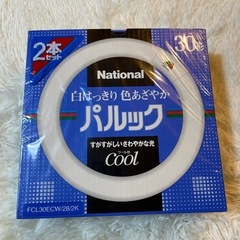 2本
セット
National
30形
白はっきり 色あざやか
パルック
すがすがしいさわやかな光
クールの
Cool
FCL30ECW/28/2K